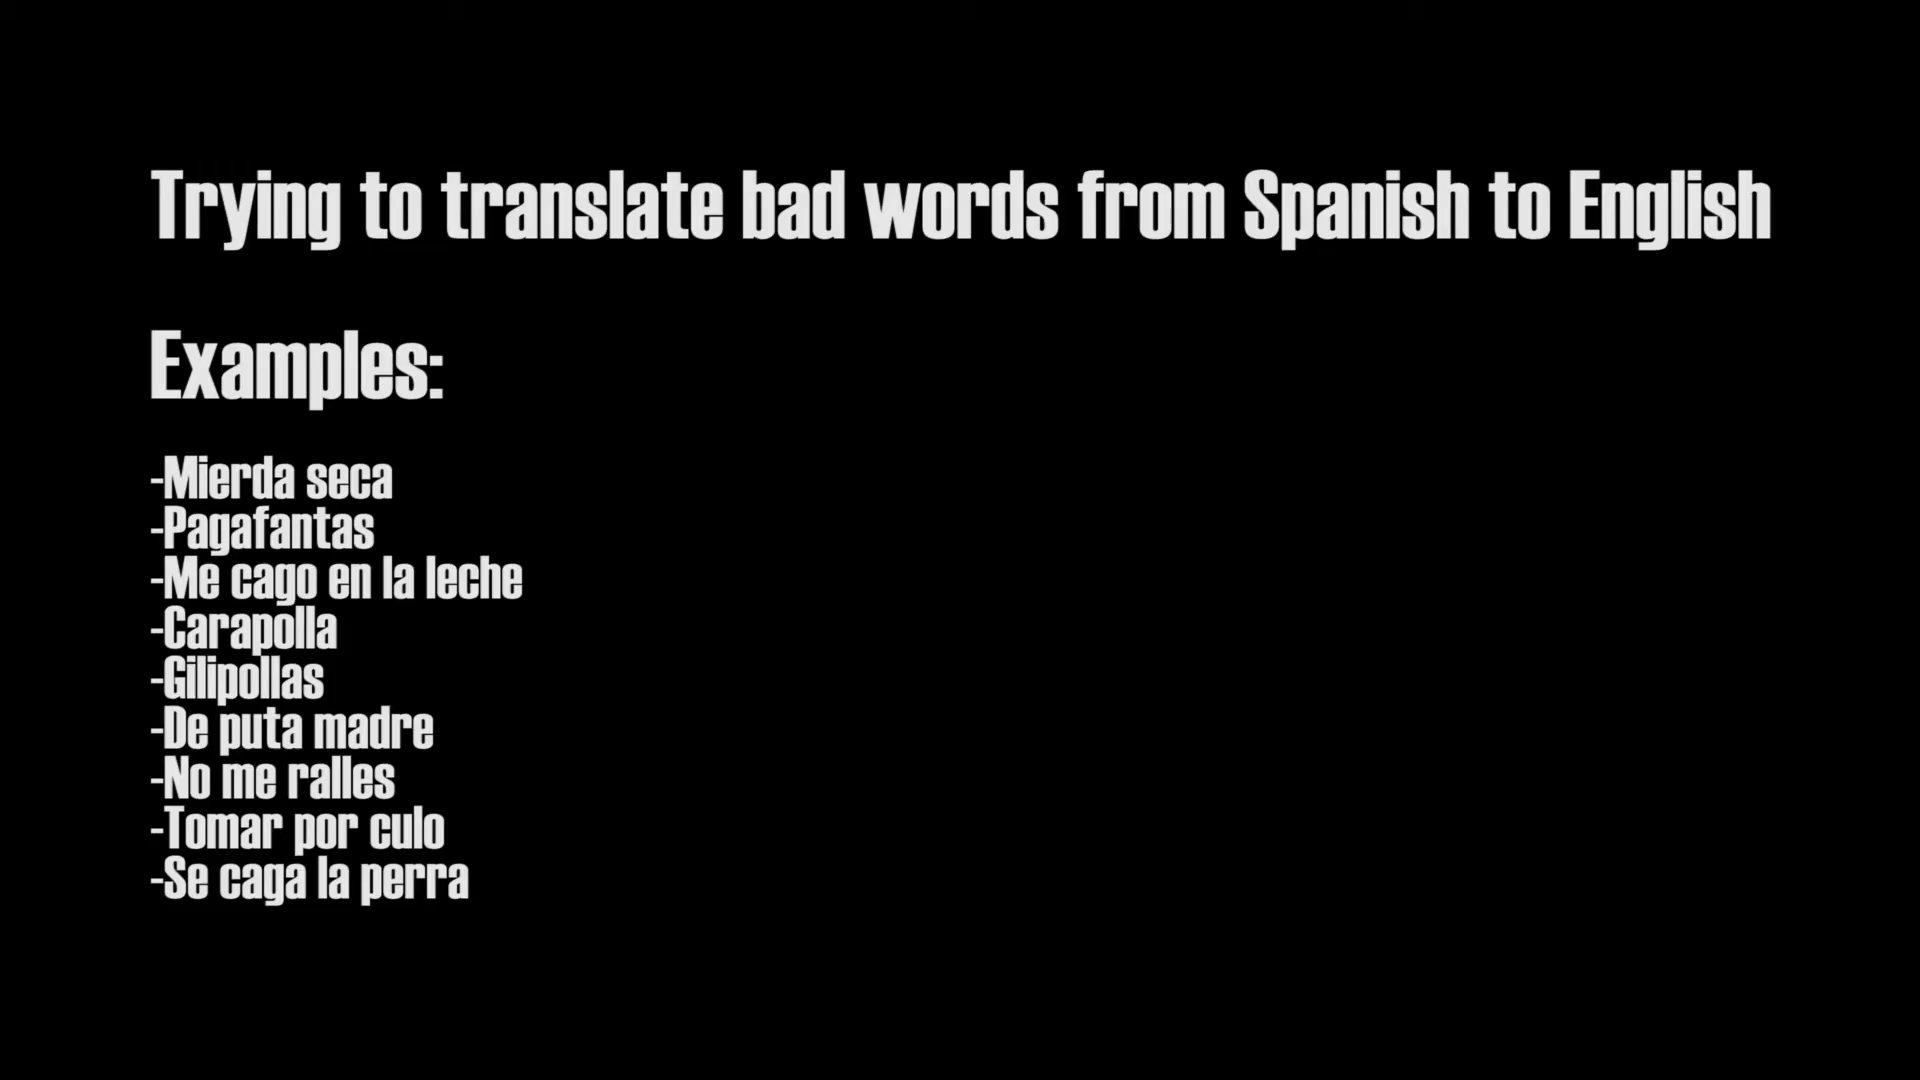 Trying to translate bad words from Spanish to English
Examples:
-Mierda seca
-Pagafantas
-Me cago en la leche
-Carapolla
-Gilipollas
-De puta madre
-No me ralles
-Tomar por culo
-Se caga la perra